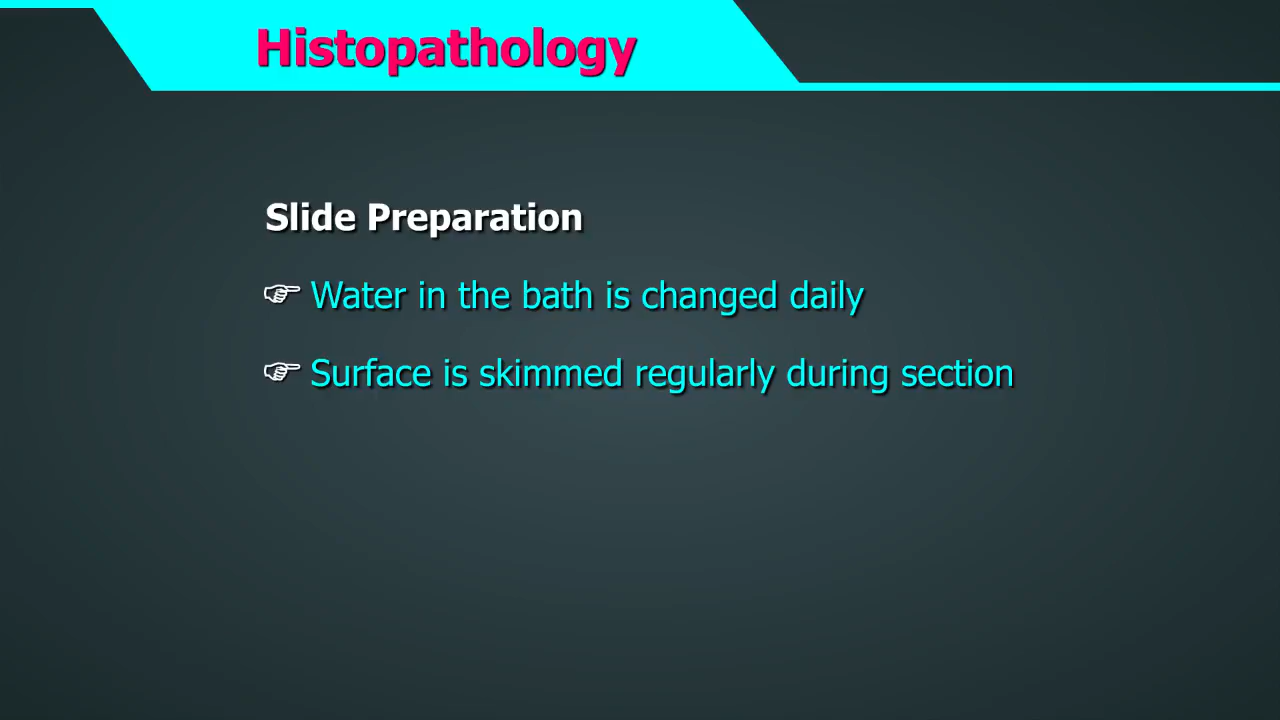 Histopathology
Slide Preparation
☞ Water in the bath is changed daily
☞ Surface is skimmed regularly during section